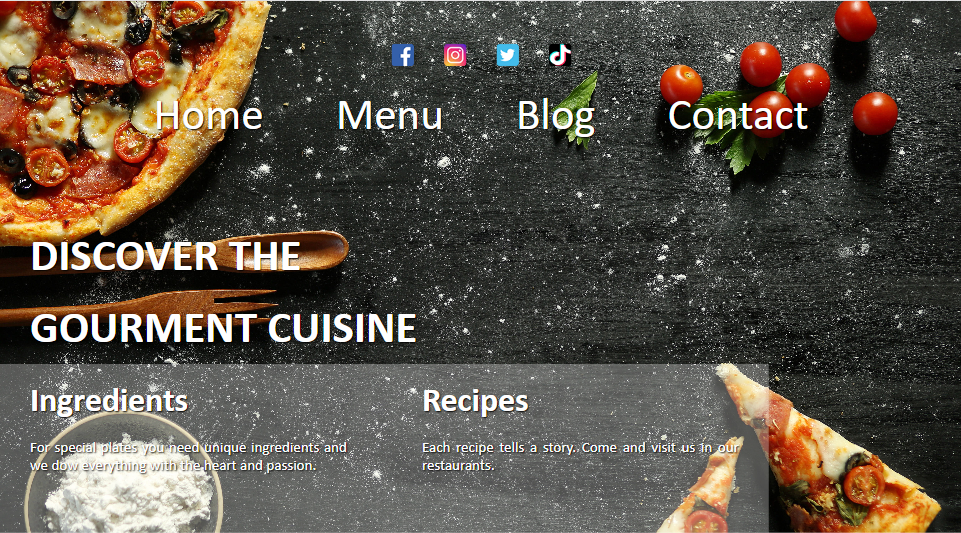 Home Menu Blog Contact
DISCOVER THE
GOURMENT CUISINE
Ingredients
For special plates you need unique ingredients and
we dow everything with the heart and passion.
Recipes
Each recipe tells a story. Come and visit us in our
restaurants.